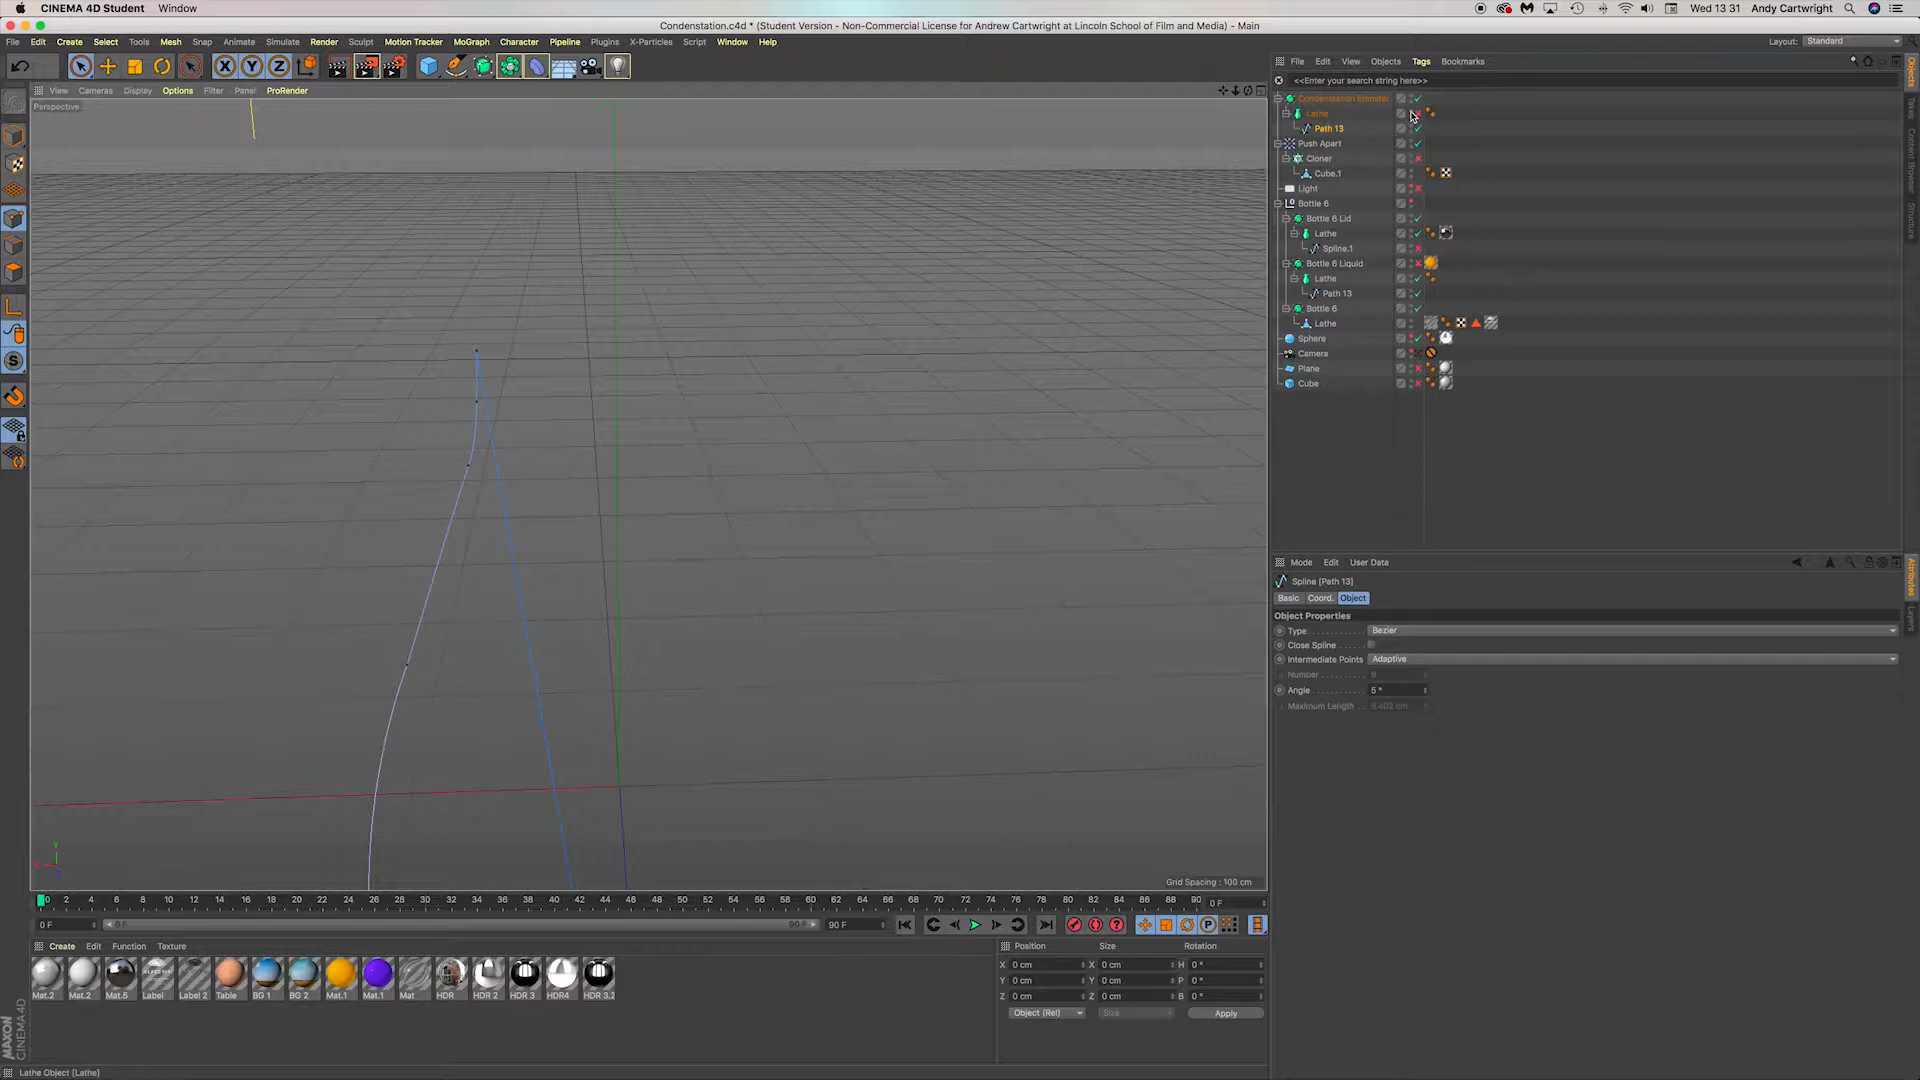 CINEMA 4D Student Window
Wed 13 31 Andy Cartwright
Condenstation.c4d * (Student Version - Non-Commercial License for Andrew Cartwright at Lincoln School of Film and Media) - Main
File Edit Create Select Tools Mesh Snap Animate Simulate Render Sculpt Motion Tracker MoGraph Character Pipeline Plugins X-Particles Script Window Help
Layout: Standard
View Cameras Display Options Filter Panel ProRender
Perspective
Grid Spacing : 100 cm
File Edit View Objects Tags Bookmarks
<<Enter your search string here>>
Lathe
Path 13
Push Apart
Cloner
Cube.1
Light
Bottle 6
Bottle 6 Lid
Lathe
Spline.1
Bottle 6 Liquid
Lathe
Path 13
Bottle 6
Lathe
Sphere
Camera
Plane
Cube
Objects
Takes
Content Browser
Structure
Mode Edit User Data
Spline [Path 13]
Basic Coord. Object
Object Properties
Type Bezier
Close Spline
Intermediate Points Adaptive
Number 8
Angle 5 °
Maximum Length 5.402 cm
Attributes
Layers
0 2 4 6 8 10 12 14 16 18 20 22 24 26 28 30 32 34 36 38 40 42 44 46 48 50 52 54 56 58 60 62 64 66 68 70 72 74 76 78 80 82 84 86 88 90 0 F
0 F 0 F 90 F 90 F
Create Edit Function Texture
Mat.2 Mat.2 Mat.5 Label Label 2 Table BG 1 BG 2 Mat.1 Mat.1 Mat HDR HDR 2 HDR 3 HDR4 HDR 3.2
Position Size Rotation
X 0 cm X 0 cm H 0 °
Y 0 cm Y 0 cm P 0 °
Z 0 cm Z 0 cm B 0 °
Object (Rel) Size Apply
MAXON CINEMA 4D
Lathe Object [Lathe]